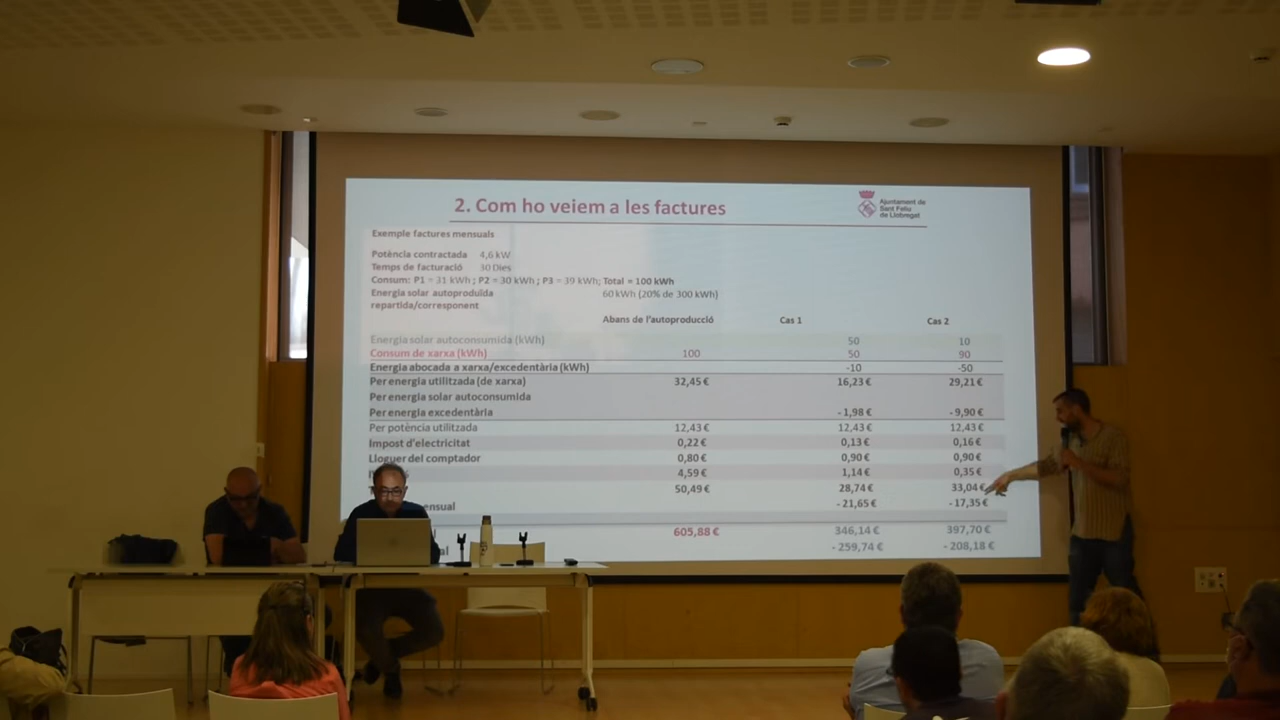 2. Com ho veiem a les factures
Ajuntament de
Sant Feliu
de Llobregat
Exemple factures mensuals
Potència contractada 4,6 kW
Temps de facturació 30 Dies
Consum: P1 = 31 kWh ; P2 = 30 kWh ; P3 = 39 kWh; Total = 100 kWh
Energia solar autoproduïda 60 kWh (20% de 300 kWh)
repartida/corresponent
Abans de l'autoproducció Cas 1 Cas 2
Energia solar autoconsumida (kWh) 50 10
Consum de xarxa (kWh) 100 50 90
Energia abocada a xarxa/excedentària (kWh) -10 -50
Per energia utilitzada (de xarxa) 32,45 € 16,23 € 29,21 €
Per energia solar autoconsumida
Per energia excedentària - 1,98 € - 9,90 €
Per potència utilitzada 12,43 € 12,43 € 12,43 €
Impost d'electricitat 0,22 € 0,13 € 0,16 €
Lloguer del comptador 0,80 € 0,90 € 0,90 €
4,59 € 1,14 € 0,35 €
50,49 € 28,74 € 33,04 €
ensual - 21,65 € - 17,35 €
605,88 € 346,14 € 397,70 €
al - 259,74 € - 208,18 €